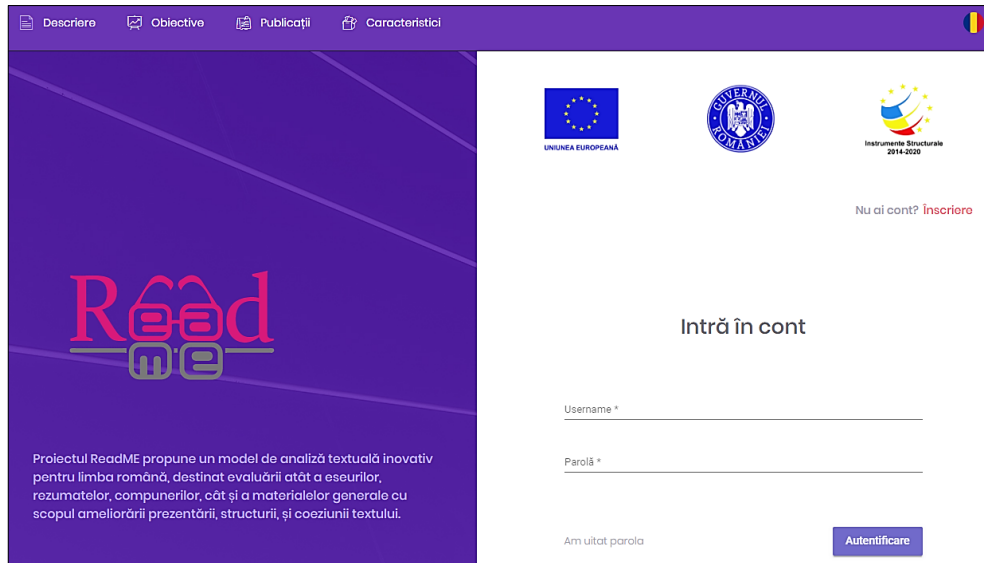 Descriere
Obiective
Publicații
Caracteristici
Read
me
Proiectul ReadME propune un model de analiză textuală inovativ
pentru limba română, destinat evaluării atât a eseurilor,
rezumatelor, compunerilor, cât și a materialelor generale cu
scopul ameliorării prezentării, structurii, și coeziunii textului.
UNIUNEA EUROPEANĂ
GUVERNUL
ROMÂNIEI
Instrumente Structurale
2014-2020
Nu ai cont? Înscriere
Intră în cont
Username *
Parolă *
Am uitat parola
Autentificare